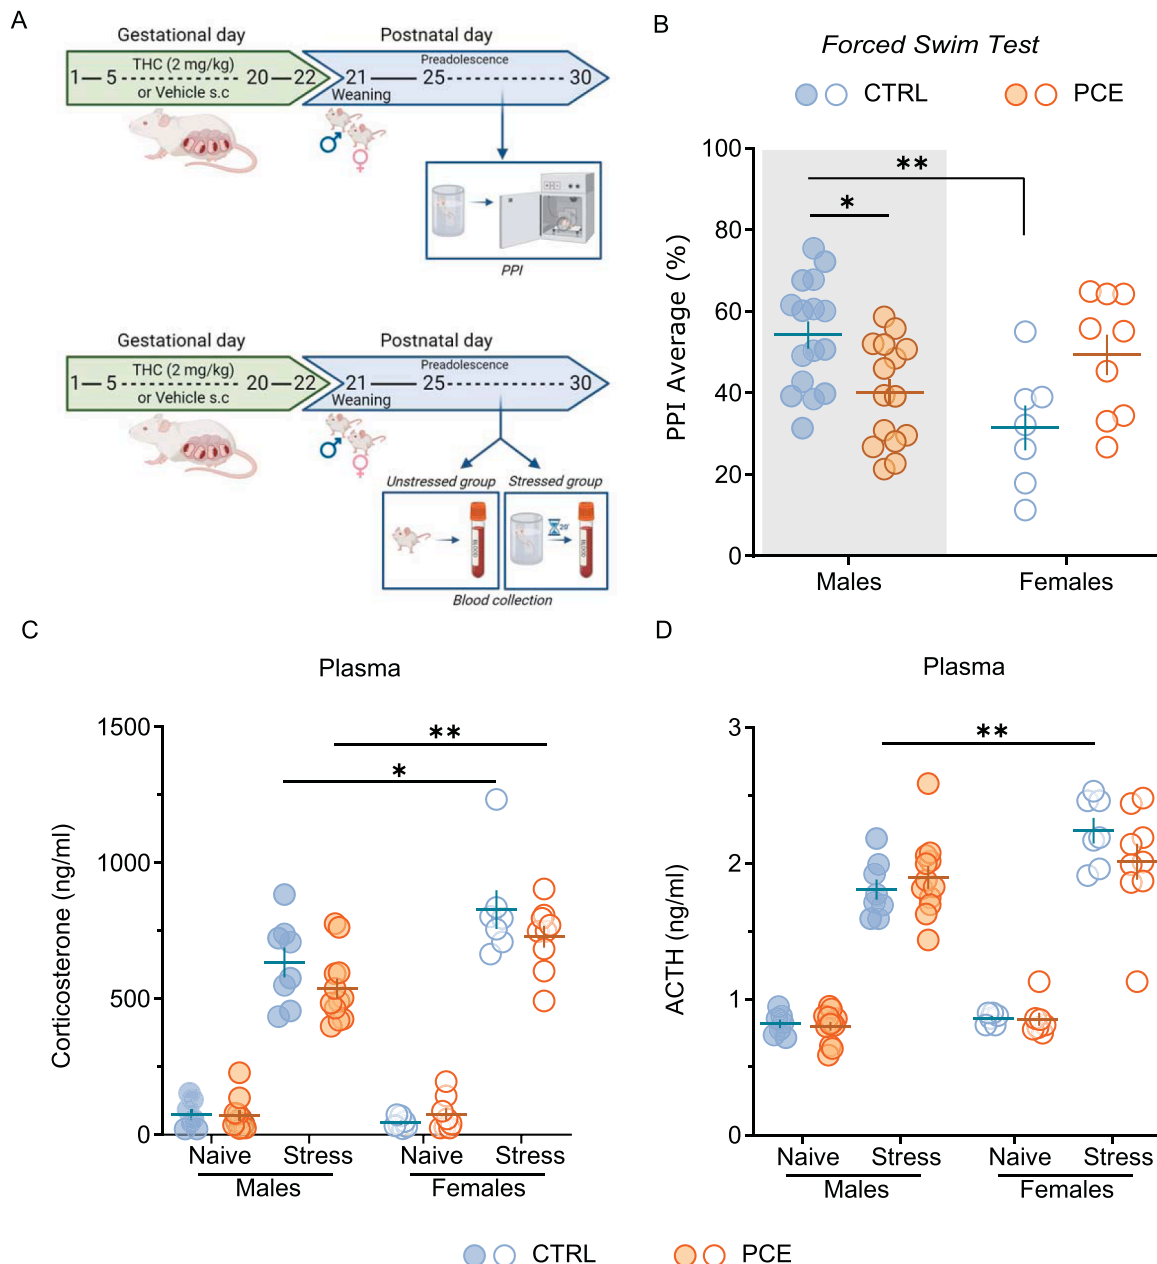 A
Gestational day
Postnatal day
THC (2 mg/kg)
Preadolescence
1 5 20 22 21 25 30
or Vehicle s.c
Weaning
♂
♀
PPI
Gestational day
Postnatal day
THC (2 mg/kg)
Preadolescence
1 5 20 22 21 25 30
or Vehicle s.c
Weaning
♂
♀
Unstressed group
Stressed group
BLOOD
20'
BLOOD
Blood collection
B
Forced Swim Test
CTRL
PCE
100
80
60
40
20
0
PPI Average (%)
**
*
Males
Females
C
Plasma
1500
1000
500
0
Corticosterone (ng/ml)
**
*
Naive
Stress
Naive
Stress
Males
Females
D
Plasma
3
2
1
0
ACTH (ng/ml)
**
Naive
Stress
Naive
Stress
Males
Females
CTRL
PCE